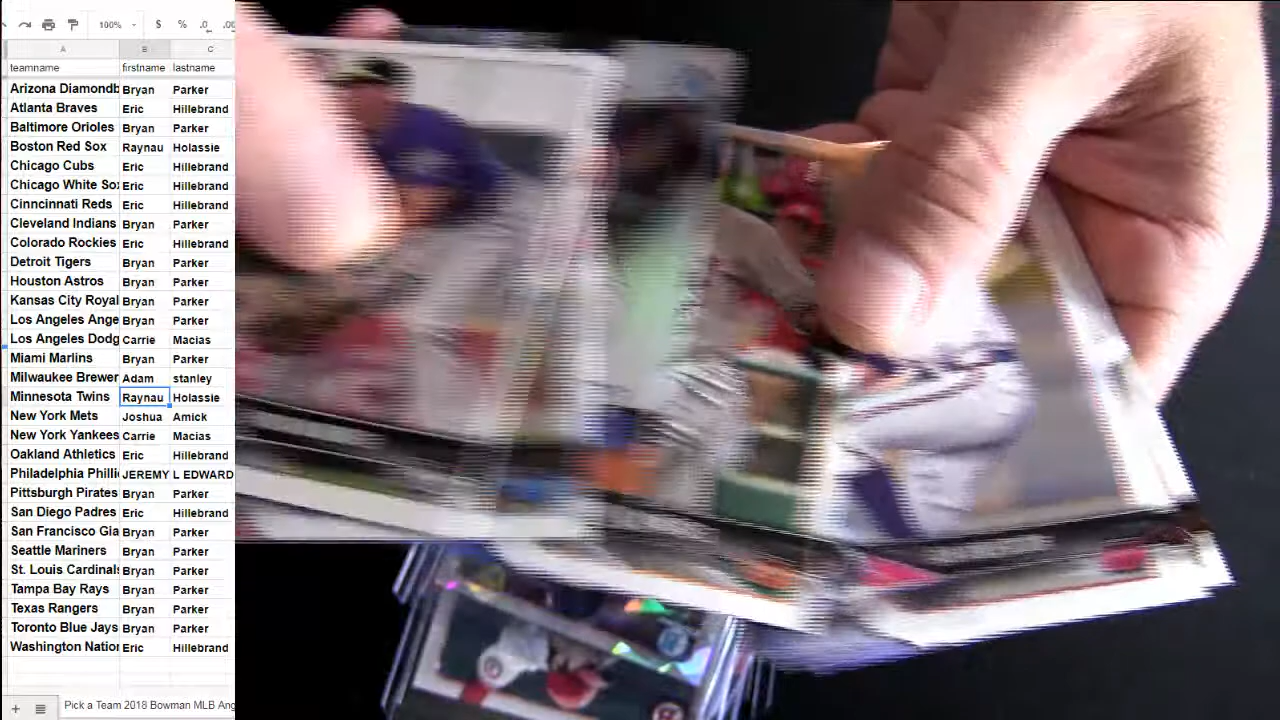 100% $ % .0 .00
A B C
teamname firstname lastname
Arizona Diamondb Bryan Parker
Atlanta Braves Eric Hillebrand
Baltimore Orioles Bryan Parker
Boston Red Sox Raynau Holassie
Chicago Cubs Eric Hillebrand
Chicago White Sox Eric Hillebrand
Cinncinnati Reds Eric Hillebrand
Cleveland Indians Bryan Parker
Colorado Rockies Eric Hillebrand
Detroit Tigers Bryan Parker
Houston Astros Bryan Parker
Kansas City Royal Bryan Parker
Los Angeles Ange Bryan Parker
Los Angeles Dodg Carrie Macias
Miami Marlins Bryan Parker
Milwaukee Brewer Adam stanley
Minnesota Twins Raynau Holassie
New York Mets Joshua Amick
New York Yankees Carrie Macias
Oakland Athletics Eric Hillebrand
Philadelphia Philli JEREMY L EDWARD
Pittsburgh Pirates Bryan Parker
San Diego Padres Eric Hillebrand
San Francisco Gia Bryan Parker
Seattle Mariners Bryan Parker
St. Louis Cardinals Bryan Parker
Tampa Bay Rays Bryan Parker
Texas Rangers Bryan Parker
Toronto Blue Jays Bryan Parker
Washington Natio Eric Hillebrand
Pick a Team 2018 Bowman MLB Ang